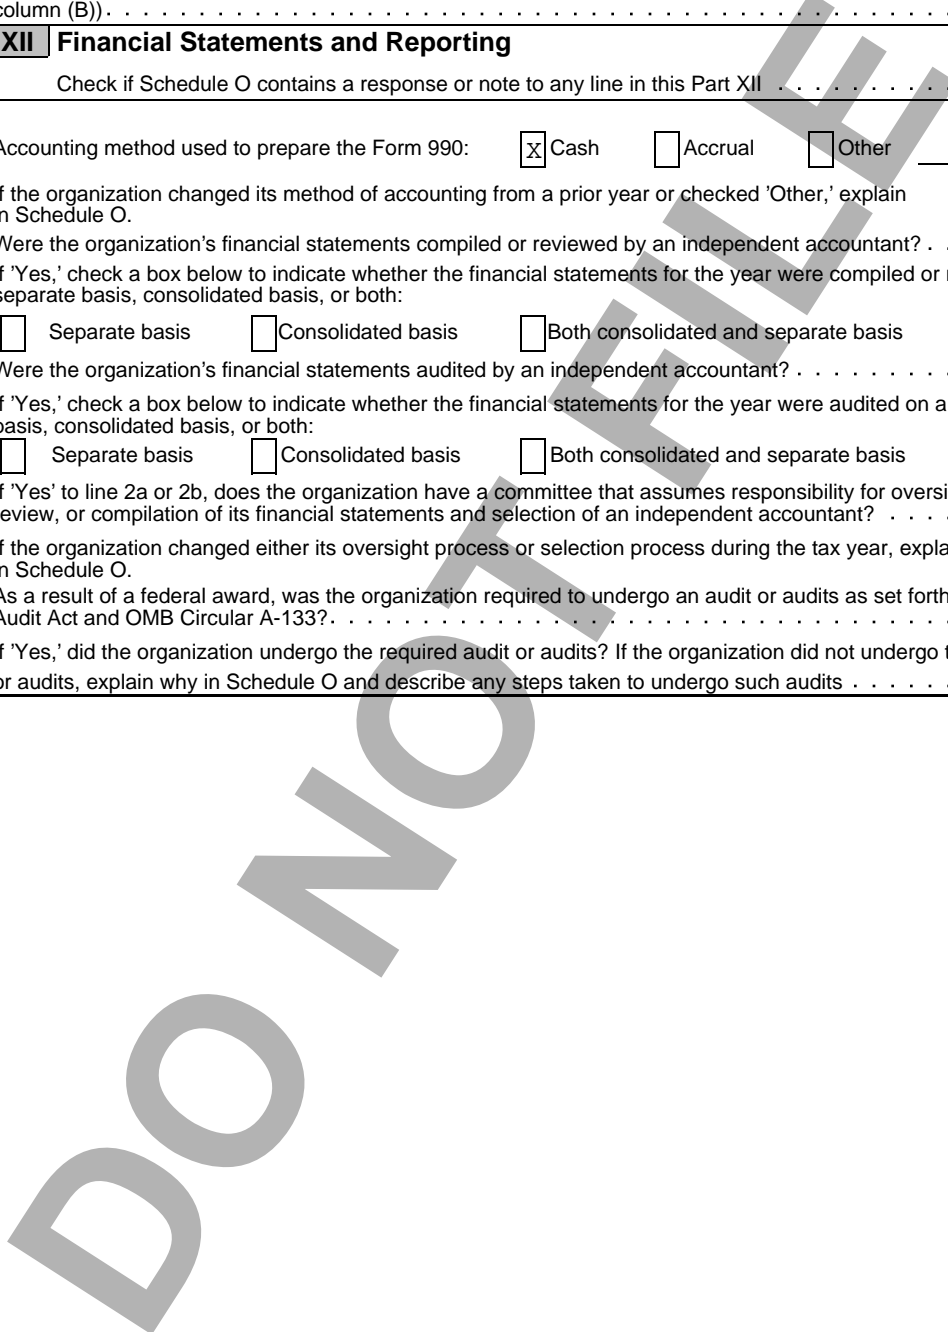 column (B)) . . . . . . . . . . . . . . . . . . . . . . . . . . . . . . . . . . . .
XII Financial Statements and Reporting
Check if Schedule O contains a response or note to any line in this Part XII . . . . . . . . . .
Accounting method used to prepare the Form 990: X Cash Accrual Other
If the organization changed its method of accounting from a prior year or checked 'Other,' explain
in Schedule O.
Were the organization's financial statements compiled or reviewed by an independent accountant? . .
If 'Yes,' check a box below to indicate whether the financial statements for the year were compiled or
separate basis, consolidated basis, or both:
Separate basis Consolidated basis Both consolidated and separate basis
Were the organization's financial statements audited by an independent accountant? . . . . . . . . .
If 'Yes,' check a box below to indicate whether the financial statements for the year were audited on a
basis, consolidated basis, or both:
Separate basis Consolidated basis Both consolidated and separate basis
If 'Yes' to line 2a or 2b, does the organization have a committee that assumes responsibility for oversi
review, or compilation of its financial statements and selection of an independent accountant? . . . .
If the organization changed either its oversight process or selection process during the tax year, expla
in Schedule O.
As a result of a federal award, was the organization required to undergo an audit or audits as set forth
Audit Act and OMB Circular A-133? . . . . . . . . . . . . . . . . . . . . . . . . . . .
If 'Yes,' did the organization undergo the required audit or audits? If the organization did not undergo t
or audits, explain why in Schedule O and describe any steps taken to undergo such audits . . . . . .
DO NOT FILE